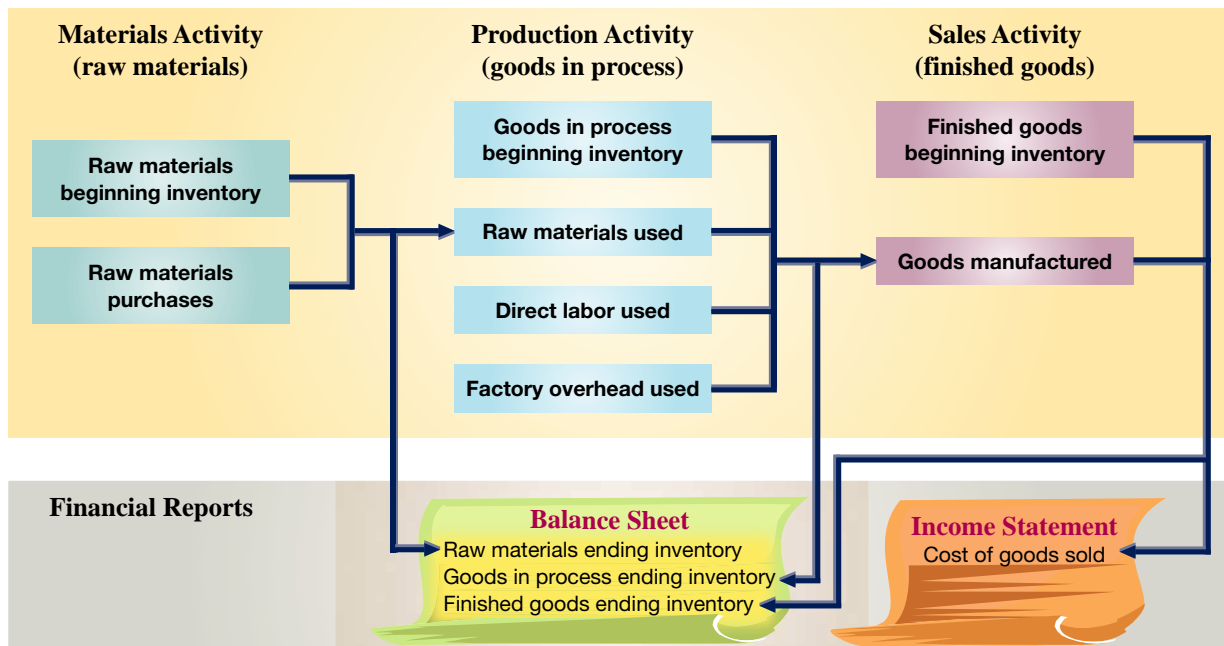 Materials Activity
(raw materials)
Raw materials
beginning inventory
Raw materials
purchases
Production Activity
(goods in process)
Goods in process
beginning inventory
Raw materials used
Direct labor used
Factory overhead used
Sales Activity
(finished goods)
Finished goods
beginning inventory
Goods manufactured
Financial Reports
Balance Sheet
Raw materials ending inventory
Goods in process ending inventory
Finished goods ending inventory
Income Statement
Cost of goods sold